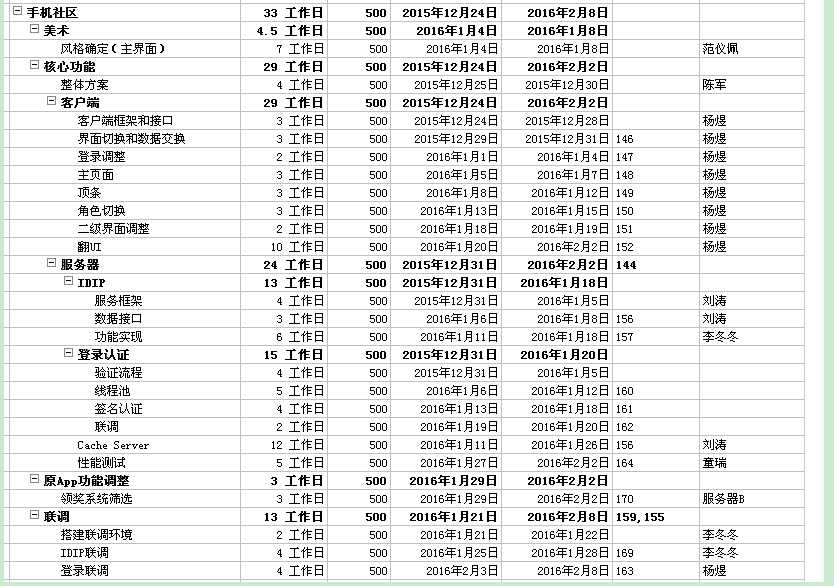 手机社区 33 工作日 500 2015年12月24日 2016年2月8日
美术 4.5 工作日 500 2016年1月4日 2016年1月8日
风格确定(主界面) 7 工作日 500 2016年1月4日 2016年1月8日 范仪佩
核心功能 29 工作日 500 2015年12月24日 2016年2月2日
整体方案 4 工作日 500 2015年12月25日 2015年12月30日 陈军
客户端 29 工作日 500 2015年12月24日 2016年2月2日
客户端框架和接口 3 工作日 500 2015年12月24日 2015年12月28日 杨煜
界面切换和数据交换 3 工作日 500 2015年12月29日 2015年12月31日 146 杨煜
登录调整 2 工作日 500 2016年1月1日 2016年1月4日 147 杨煜
主页面 3 工作日 500 2016年1月5日 2016年1月7日 148 杨煜
顶条 3 工作日 500 2016年1月8日 2016年1月12日 149 杨煜
角色切换 3 工作日 500 2016年1月13日 2016年1月15日 150 杨煜
二级界面调整 2 工作日 500 2016年1月18日 2016年1月19日 151 杨煜
翻UI 10 工作日 500 2016年1月20日 2016年2月2日 152 杨煜
服务器 24 工作日 500 2015年12月31日 2016年2月2日 144
IDIP 13 工作日 500 2015年12月31日 2016年1月18日
服务框架 4 工作日 500 2015年12月31日 2016年1月5日 刘涛
数据接口 3 工作日 500 2016年1月6日 2016年1月8日 156 刘涛
功能实现 6 工作日 500 2016年1月11日 2016年1月18日 157 李冬冬
登录认证 15 工作日 500 2015年12月31日 2016年1月20日
验证流程 4 工作日 500 2015年12月31日 2016年1月5日
线程池 5 工作日 500 2016年1月6日 2016年1月12日 160
签名认证 4 工作日 500 2016年1月13日 2016年1月18日 161
联调 2 工作日 500 2016年1月19日 2016年1月20日 162
Cache Server 12 工作日 500 2016年1月11日 2016年1月26日 156 刘涛
性能测试 5 工作日 500 2016年1月27日 2016年2月2日 164 童瑞
原App功能调整 3 工作日 500 2016年1月29日 2016年2月2日
领奖系统筛选 3 工作日 500 2016年1月29日 2016年2月2日 170 服务器B
联调 13 工作日 500 2016年1月21日 2016年2月8日 159,155
搭建联调环境 2 工作日 500 2016年1月21日 2016年1月22日 李冬冬
IDIP联调 4 工作日 500 2016年1月25日 2016年1月28日 169 李冬冬
登录联调 4 工作日 500 2016年2月3日 2016年2月8日 163 杨煜